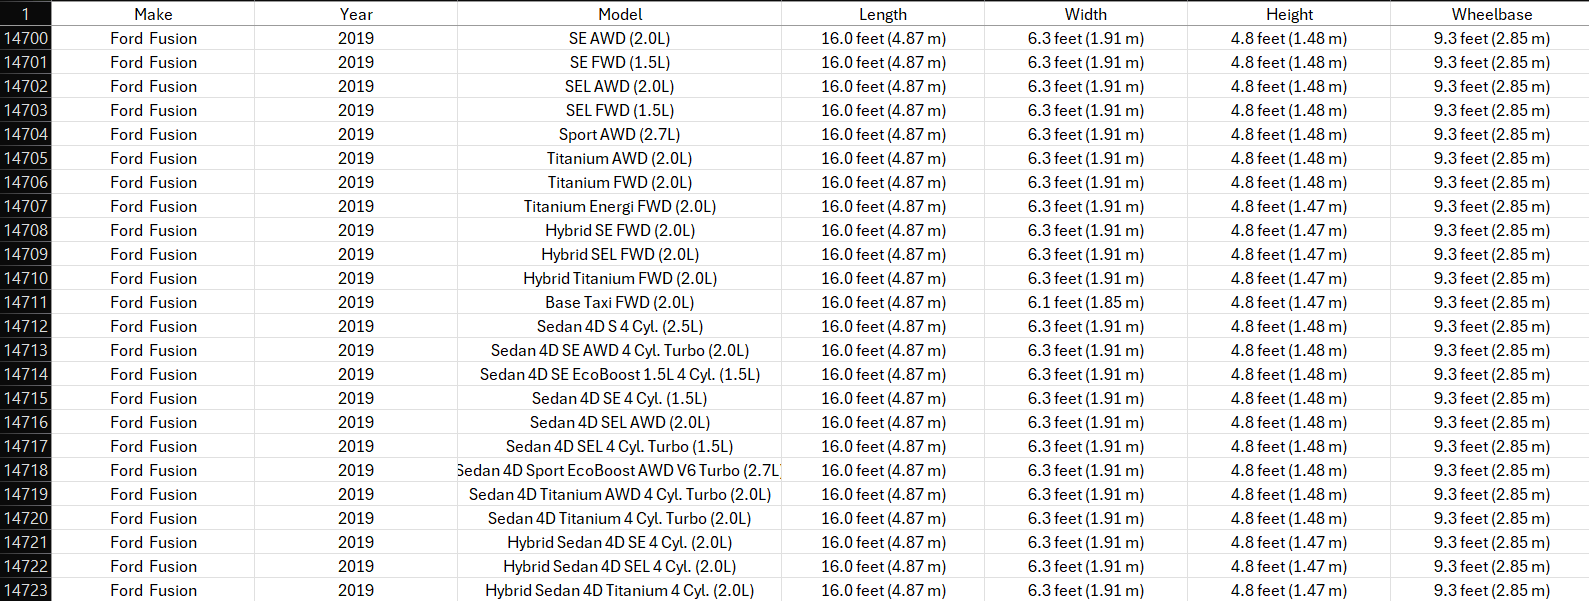 1 Make Year Model Length Width Height Wheelbase
14700 Ford Fusion 2019 SE AWD (2.0L) 16.0 feet (4.87 m) 6.3 feet (1.91 m) 4.8 feet (1.48 m) 9.3 feet (2.85 m)
14701 Ford Fusion 2019 SE FWD (1.5L) 16.0 feet (4.87 m) 6.3 feet (1.91 m) 4.8 feet (1.48 m) 9.3 feet (2.85 m)
14702 Ford Fusion 2019 SEL AWD (2.0L) 16.0 feet (4.87 m) 6.3 feet (1.91 m) 4.8 feet (1.48 m) 9.3 feet (2.85 m)
14703 Ford Fusion 2019 SEL FWD (1.5L) 16.0 feet (4.87 m) 6.3 feet (1.91 m) 4.8 feet (1.48 m) 9.3 feet (2.85 m)
14704 Ford Fusion 2019 Sport AWD (2.7L) 16.0 feet (4.87 m) 6.3 feet (1.91 m) 4.8 feet (1.48 m) 9.3 feet (2.85 m)
14705 Ford Fusion 2019 Titanium AWD (2.0L) 16.0 feet (4.87 m) 6.3 feet (1.91 m) 4.8 feet (1.48 m) 9.3 feet (2.85 m)
14706 Ford Fusion 2019 Titanium FWD (2.0L) 16.0 feet (4.87 m) 6.3 feet (1.91 m) 4.8 feet (1.48 m) 9.3 feet (2.85 m)
14707 Ford Fusion 2019 Titanium Energi FWD (2.0L) 16.0 feet (4.87 m) 6.3 feet (1.91 m) 4.8 feet (1.47 m) 9.3 feet (2.85 m)
14708 Ford Fusion 2019 Hybrid SE FWD (2.0L) 16.0 feet (4.87 m) 6.3 feet (1.91 m) 4.8 feet (1.47 m) 9.3 feet (2.85 m)
14709 Ford Fusion 2019 Hybrid SEL FWD (2.0L) 16.0 feet (4.87 m) 6.3 feet (1.91 m) 4.8 feet (1.47 m) 9.3 feet (2.85 m)
14710 Ford Fusion 2019 Hybrid Titanium FWD (2.0L) 16.0 feet (4.87 m) 6.3 feet (1.91 m) 4.8 feet (1.47 m) 9.3 feet (2.85 m)
14711 Ford Fusion 2019 Base Taxi FWD (2.0L) 16.0 feet (4.87 m) 6.1 feet (1.85 m) 4.8 feet (1.47 m) 9.3 feet (2.85 m)
14712 Ford Fusion 2019 Sedan 4D S 4 Cyl. (2.5L) 16.0 feet (4.87 m) 6.3 feet (1.91 m) 4.8 feet (1.48 m) 9.3 feet (2.85 m)
14713 Ford Fusion 2019 Sedan 4D SE AWD 4 Cyl. Turbo (2.0L) 16.0 feet (4.87 m) 6.3 feet (1.91 m) 4.8 feet (1.48 m) 9.3 feet (2.85 m)
14714 Ford Fusion 2019 Sedan 4D SE EcoBoost 1.5L 4 Cyl. (1.5L) 16.0 feet (4.87 m) 6.3 feet (1.91 m) 4.8 feet (1.48 m) 9.3 feet (2.85 m)
14715 Ford Fusion 2019 Sedan 4D SE 4 Cyl. (1.5L) 16.0 feet (4.87 m) 6.3 feet (1.91 m) 4.8 feet (1.48 m) 9.3 feet (2.85 m)
14716 Ford Fusion 2019 Sedan 4D SEL AWD (2.0L) 16.0 feet (4.87 m) 6.3 feet (1.91 m) 4.8 feet (1.48 m) 9.3 feet (2.85 m)
14717 Ford Fusion 2019 Sedan 4D SEL 4 Cyl. Turbo (1.5L) 16.0 feet (4.87 m) 6.3 feet (1.91 m) 4.8 feet (1.48 m) 9.3 feet (2.85 m)
14718 Ford Fusion 2019 Sedan 4D Sport EcoBoost AWD V6 Turbo (2.7L) 16.0 feet (4.87 m) 6.3 feet (1.91 m) 4.8 feet (1.48 m) 9.3 feet (2.85 m)
14719 Ford Fusion 2019 Sedan 4D Titanium AWD 4 Cyl. Turbo (2.0L) 16.0 feet (4.87 m) 6.3 feet (1.91 m) 4.8 feet (1.48 m) 9.3 feet (2.85 m)
14720 Ford Fusion 2019 Sedan 4D Titanium 4 Cyl. Turbo (2.0L) 16.0 feet (4.87 m) 6.3 feet (1.91 m) 4.8 feet (1.48 m) 9.3 feet (2.85 m)
14721 Ford Fusion 2019 Hybrid Sedan 4D SE 4 Cyl. (2.0L) 16.0 feet (4.87 m) 6.3 feet (1.91 m) 4.8 feet (1.47 m) 9.3 feet (2.85 m)
14722 Ford Fusion 2019 Hybrid Sedan 4D SEL 4 Cyl. (2.0L) 16.0 feet (4.87 m) 6.3 feet (1.91 m) 4.8 feet (1.47 m) 9.3 feet (2.85 m)
14723 Ford Fusion 2019 Hybrid Sedan 4D Titanium 4 Cyl. (2.0L) 16.0 feet (4.87 m) 6.3 feet (1.91 m) 4.8 feet (1.47 m) 9.3 feet (2.85 m)